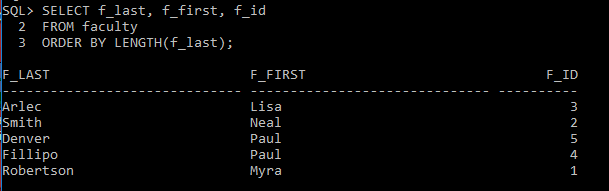 SQL> SELECT f_last, f_first, f_id
  2  FROM faculty
  3  ORDER BY LENGTH(f_last);
F_LAST                         F_FIRST                              F_ID
------------------------------ ------------------------------ ----------
Arlec                          Lisa                                    3
Smith                          Neal                                    2
Denver                         Paul                                    5
Fillipo                        Paul                                    4
Robertson                      Myra                                    1